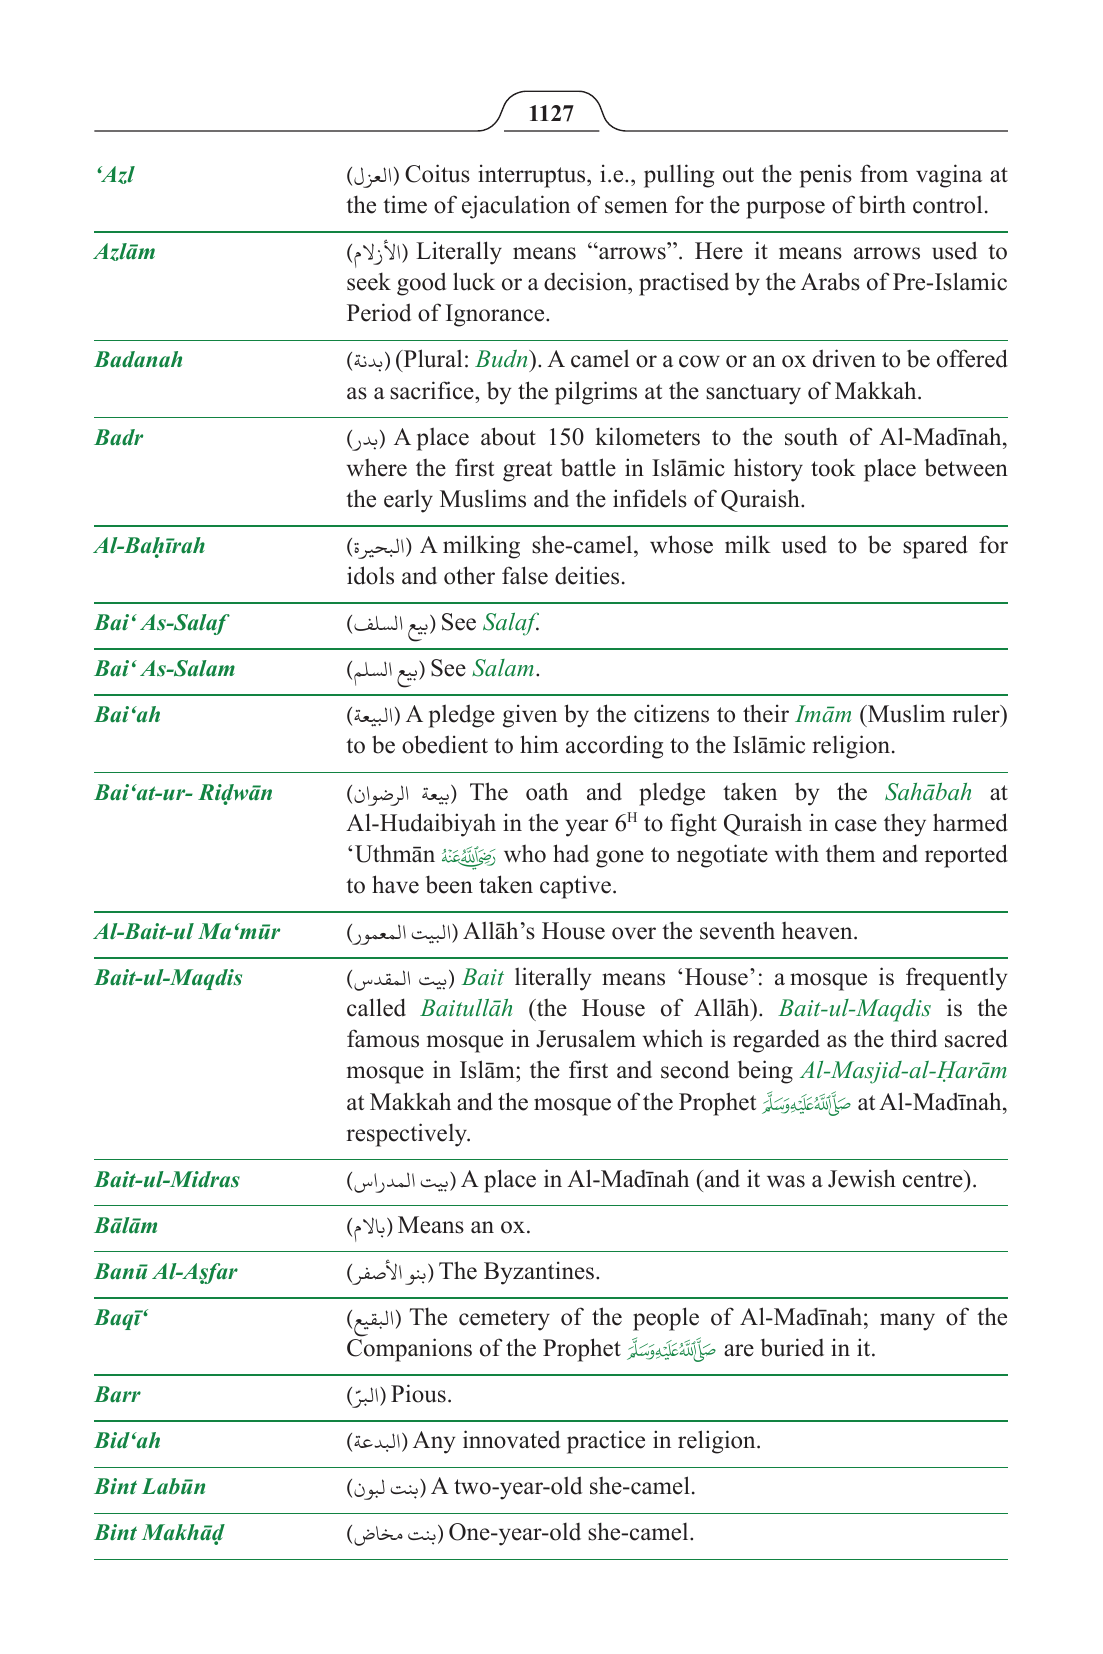 1127
‘Azl (العزل) Coitus interruptus, i.e., pulling out the penis from vagina at
the time of ejaculation of semen for the purpose of birth control.
Azlām (الأزلام) Literally means “arrows”. Here it means arrows used to
seek good luck or a decision, practised by the Arabs of Pre-Islamic
Period of Ignorance.
Badanah (بدنة) (Plural: Budn). A camel or a cow or an ox driven to be offered
as a sacrifice, by the pilgrims at the sanctuary of Makkah.
Badr (بدر) A place about 150 kilometers to the south of Al-Madīnah,
where the first great battle in Islāmic history took place between
the early Muslims and the infidels of Quraish.
Al-Baḥīrah (البحيرة) A milking she-camel, whose milk used to be spared for
idols and other false deities.
Bai‘ As-Salaf (بيع السلف) See Salaf.
Bai‘ As-Salam (بيع السلم) See Salam.
Bai‘ah (البيعة) A pledge given by the citizens to their Imām (Muslim ruler)
to be obedient to him according to the Islāmic religion.
Bai‘at-ur- Riḍwān (بيعة الرضوان) The oath and pledge taken by the Sahābah at
Al-Hudaibiyah in the year 6ᴴ to fight Quraish in case they harmed
‘Uthmān رَضِيَ اللَّهُ عَنْهُ who had gone to negotiate with them and reported
to have been taken captive.
Al-Bait-ul Ma‘mūr (البيت المعمور) Allāh’s House over the seventh heaven.
Bait-ul-Maqdis (بيت المقدس) Bait literally means ‘House’: a mosque is frequently
called Baitullāh (the House of Allāh). Bait-ul-Maqdis is the
famous mosque in Jerusalem which is regarded as the third sacred
mosque in Islām; the first and second being Al-Masjid-al-Ḥarām
at Makkah and the mosque of the Prophet صَلَّى اللَّهُ عَلَيْهِ وَسَلَّمَ at Al-Madīnah,
respectively.
Bait-ul-Midras (بيت المدراس) A place in Al-Madīnah (and it was a Jewish centre).
Bālām (بالام) Means an ox.
Banū Al-Aṣfar (بنو الأصفر) The Byzantines.
Baqī‘ (البقيع) The cemetery of the people of Al-Madīnah; many of the
Companions of the Prophet صَلَّى اللَّهُ عَلَيْهِ وَسَلَّمَ are buried in it.
Barr (البرّ) Pious.
Bid‘ah (البدعة) Any innovated practice in religion.
Bint Labūn (بنت لبون) A two-year-old she-camel.
Bint Makhāḍ (بنت مخاض) One-year-old she-camel.